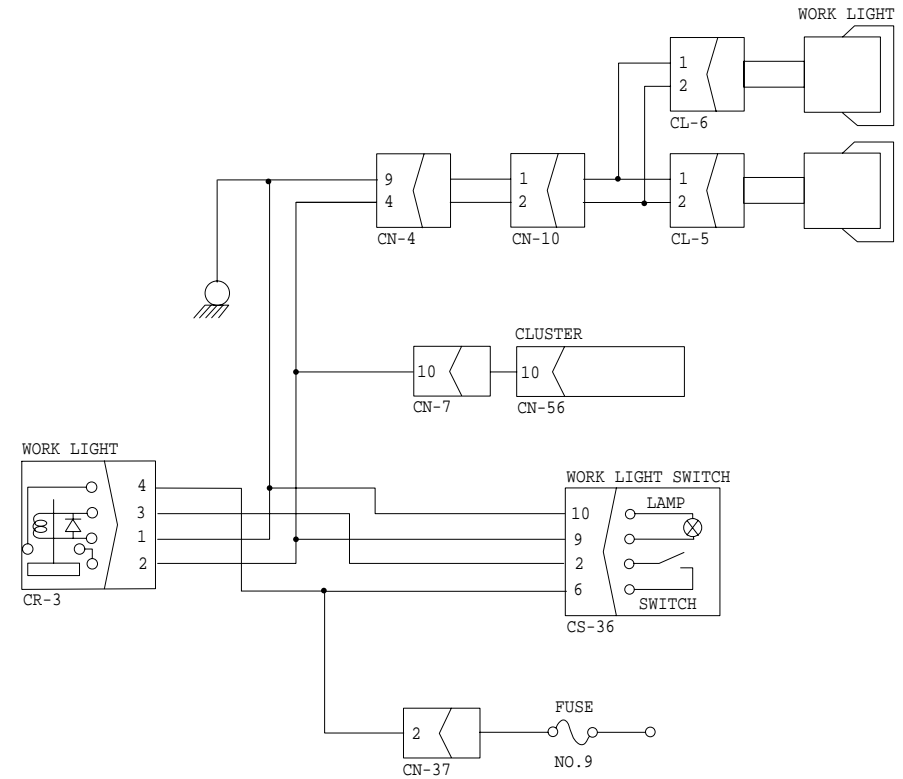 WORK LIGHT
1
2
CL-6
9
4
CN-4
1
2
CN-10
1
2
CL-5
CLUSTER
10
CN-7
10
CN-56
WORK LIGHT
4
3
1
2
CR-3
WORK LIGHT SWITCH
10
9
2
6
LAMP
SWITCH
CS-36
2
CN-37
FUSE
NO.9